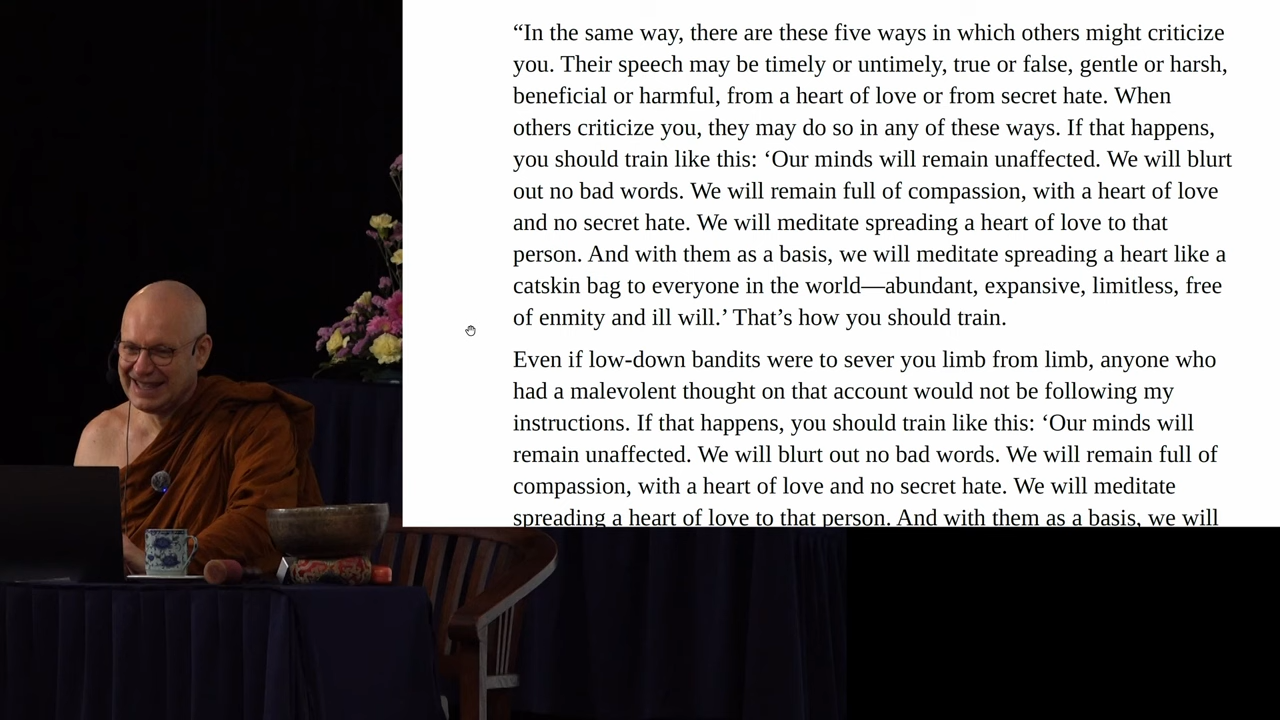 “In the same way, there are these five ways in which others might criticize
you. Their speech may be timely or untimely, true or false, gentle or harsh,
beneficial or harmful, from a heart of love or from secret hate. When
others criticize you, they may do so in any of these ways. If that happens,
you should train like this: ‘Our minds will remain unaffected. We will blurt
out no bad words. We will remain full of compassion, with a heart of love
and no secret hate. We will meditate spreading a heart of love to that
person. And with them as a basis, we will meditate spreading a heart like a
catskin bag to everyone in the world—abundant, expansive, limitless, free
of enmity and ill will.’ That’s how you should train.
Even if low-down bandits were to sever you limb from limb, anyone who
had a malevolent thought on that account would not be following my
instructions. If that happens, you should train like this: ‘Our minds will
remain unaffected. We will blurt out no bad words. We will remain full of
compassion, with a heart of love and no secret hate. We will meditate
spreading a heart of love to that person. And with them as a basis, we will